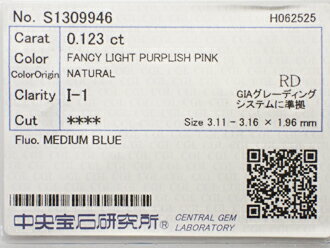 No. S1309946 H062525
Carat 0.123 ct
Color FANCY LIGHT PURPLISH PINK
ColorOrigin NATURAL
Clarity I-1
RD
GIAグレーディング
システムに準拠
Cut ****
Size 3.11 - 3.16 × 1.96 mm
Fluo. MEDIUM BLUE
中央宝石研究所® CENTRAL GEM
LABORATORY